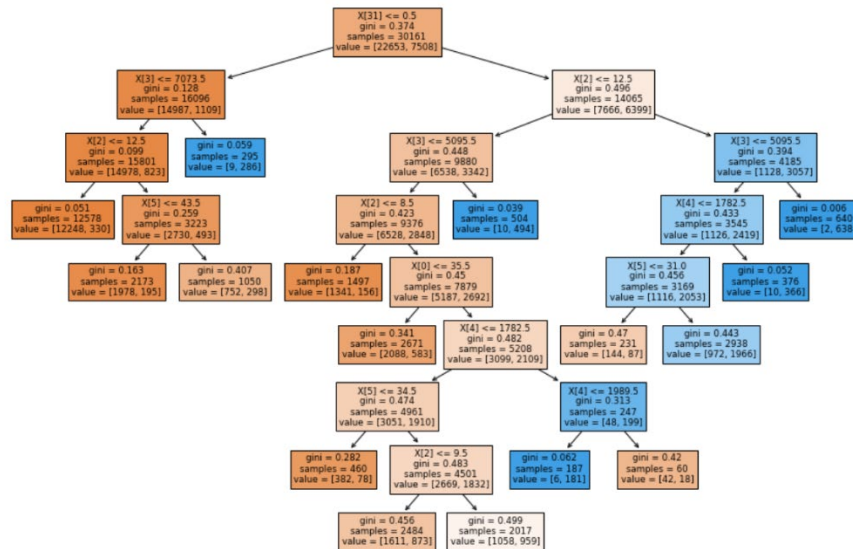 X[31] <= 0.5
gini = 0.374
samples = 30161
value = [22653, 7508]
X[3] <= 7073.5
gini = 0.128
samples = 16096
value = [14987, 1109]
X[2] <= 12.5
gini = 0.496
samples = 14065
value = [7666, 6399]
X[2] <= 12.5
gini = 0.099
samples = 15801
value = [14978, 823]
gini = 0.059
samples = 295
value = [9, 286]
X[3] <= 5095.5
gini = 0.448
samples = 9880
value = [6538, 3342]
X[3] <= 5095.5
gini = 0.394
samples = 4185
value = [1128, 3057]
gini = 0.051
samples = 12578
value = [12248, 330]
X[5] <= 43.5
gini = 0.259
samples = 3223
value = [2730, 493]
X[2] <= 8.5
gini = 0.423
samples = 9376
value = [6528, 2848]
gini = 0.039
samples = 504
value = [10, 494]
X[4] <= 1782.5
gini = 0.433
samples = 3545
value = [1126, 2419]
gini = 0.006
samples = 640
value = [2, 638]
gini = 0.163
samples = 2173
value = [1978, 195]
gini = 0.407
samples = 1050
value = [752, 298]
gini = 0.187
samples = 1497
value = [1341, 156]
X[0] <= 35.5
gini = 0.45
samples = 7879
value = [5187, 2692]
X[5] <= 31.0
gini = 0.456
samples = 3169
value = [1116, 2053]
gini = 0.052
samples = 376
value = [10, 366]
gini = 0.341
samples = 2671
value = [2088, 583]
X[4] <= 1782.5
gini = 0.482
samples = 5208
value = [3099, 2109]
gini = 0.47
samples = 231
value = [144, 87]
gini = 0.443
samples = 2938
value = [972, 1966]
X[5] <= 34.5
gini = 0.474
samples = 4961
value = [3051, 1910]
X[4] <= 1989.5
gini = 0.313
samples = 247
value = [48, 199]
gini = 0.282
samples = 460
value = [382, 78]
X[2] <= 9.5
gini = 0.483
samples = 4501
value = [2669, 1832]
gini = 0.062
samples = 187
value = [6, 181]
gini = 0.42
samples = 60
value = [42, 18]
gini = 0.456
samples = 2484
value = [1611, 873]
gini = 0.499
samples = 2017
value = [1058, 959]